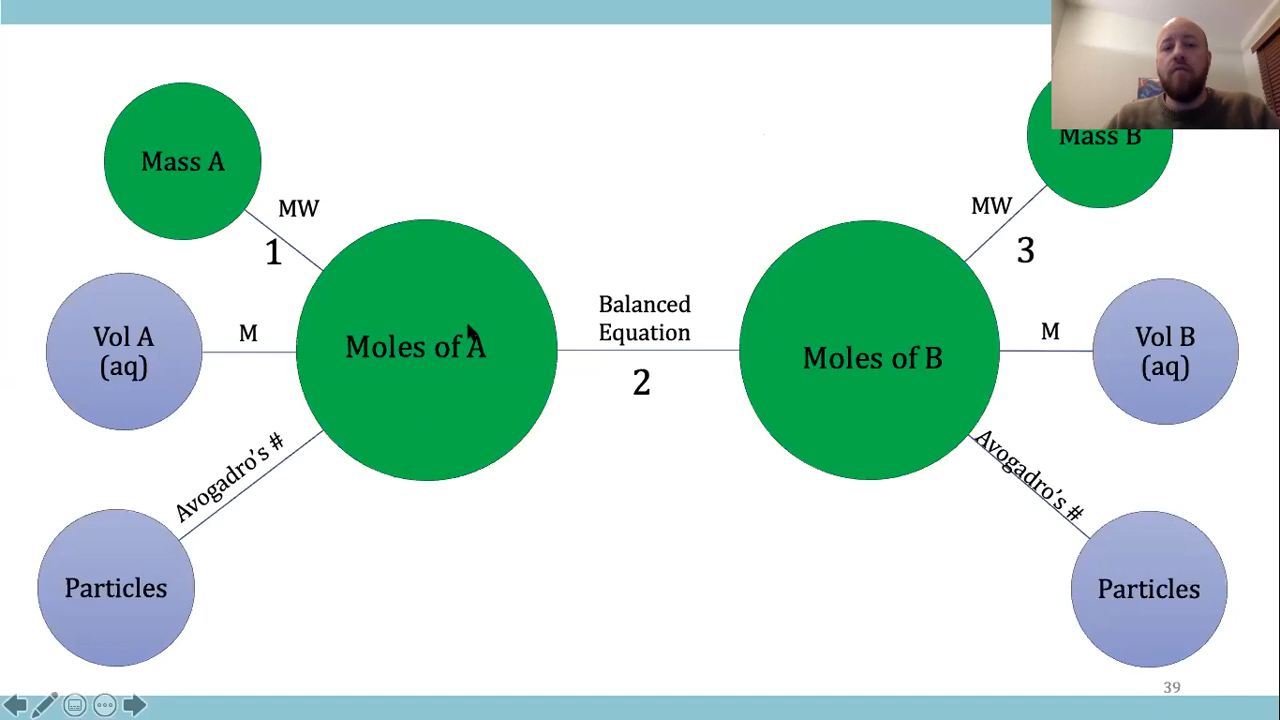 Mass A
MW
1
Vol A
(aq)
M
Moles of A
Avogadro's #
Particles
Balanced
Equation
2
Mass B
MW
3
Moles of B
M
Vol B
(aq)
Avogadro's #
Particles
39